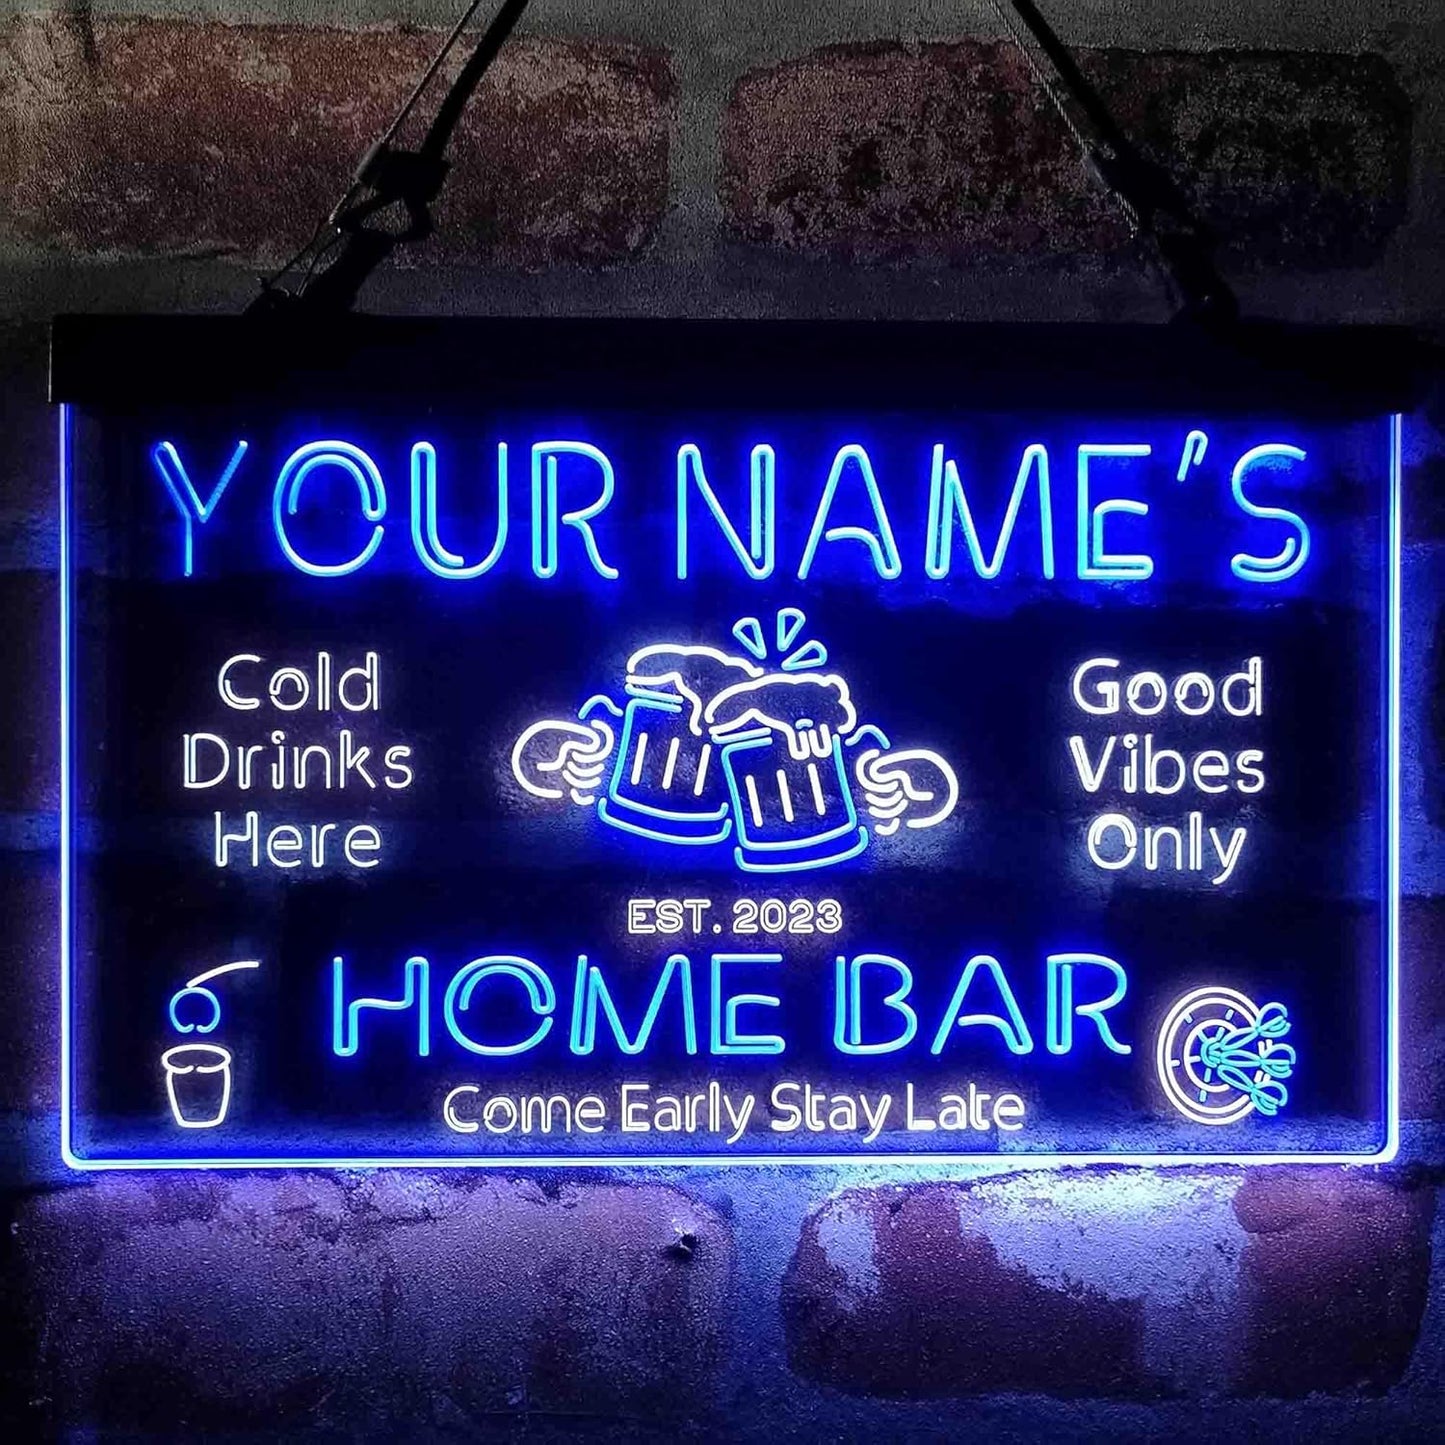 YOUR NAME'S
Cold
Drinks
Here
Good
Vibes
Only
EST. 2023
HOME BAR
Come Early Stay Late